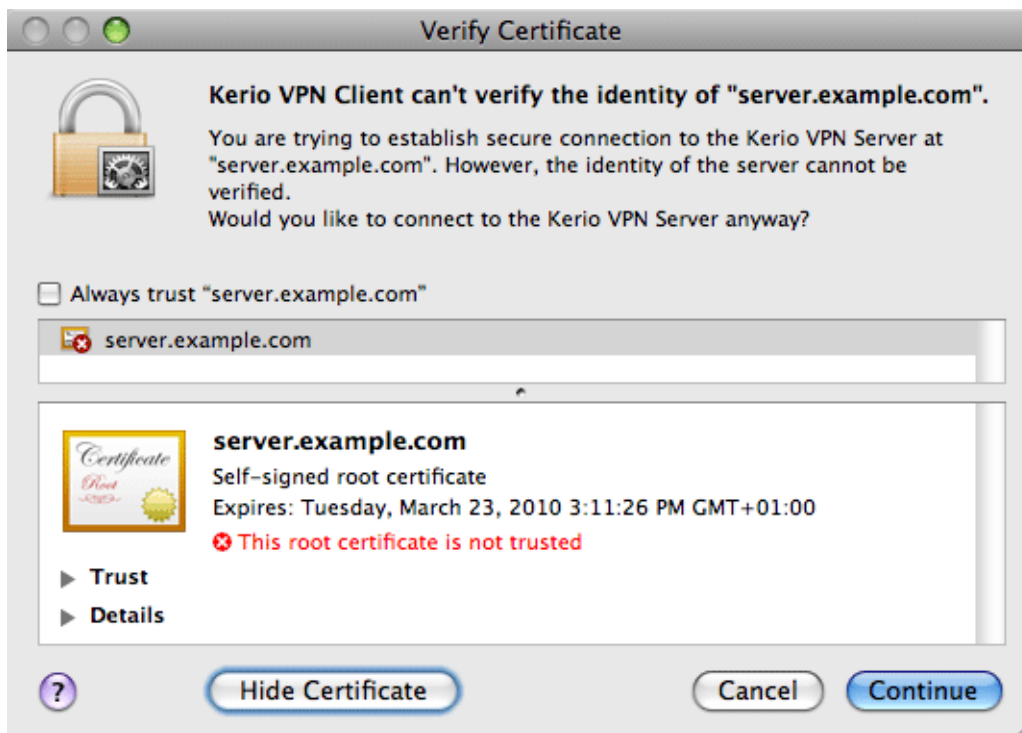 Verify Certificate
Kerio VPN Client can't verify the identity of "server.example.com".
You are trying to establish secure connection to the Kerio VPN Server at
"server.example.com". However, the identity of the server cannot be
verified.
Would you like to connect to the Kerio VPN Server anyway?
Always trust “server.example.com”
server.example.com
Certificate
Root
server.example.com
Self-signed root certificate
Expires: Tuesday, March 23, 2010 3:11:26 PM GMT+01:00
This root certificate is not trusted
Trust
Details
?
Hide Certificate
Cancel
Continue